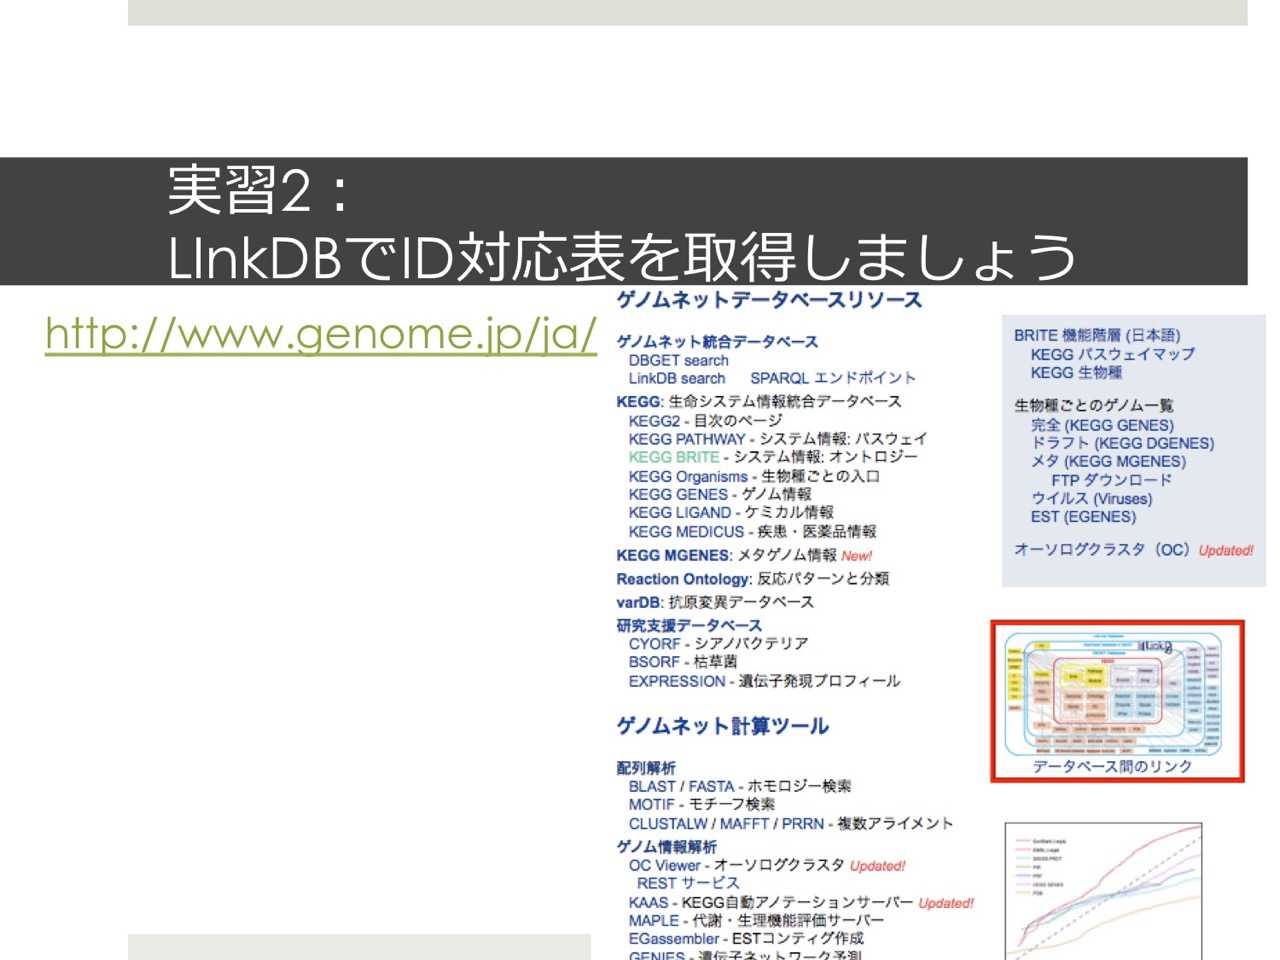 実習2：
LInkDBでID対応表を取得しましょう
http://www.genome.jp/ja/
ゲノムネットデータベースリソース
ゲノムネット統合データベース
DBGET search
LinkDB search SPARQL エンドポイント
KEGG: 生命システム情報統合データベース
KEGG2 - 目次のページ
KEGG PATHWAY - システム情報: パスウェイ
KEGG BRITE - システム情報: オントロジー
KEGG Organisms - 生物種ごとの入口
KEGG GENES - ゲノム情報
KEGG LIGAND - ケミカル情報
KEGG MEDICUS - 疾患・医薬品情報
KEGG MGENES: メタゲノム情報 New!
Reaction Ontology: 反応パターンと分類
varDB: 抗原変異データベース
研究支援データベース
CYORF - シアノバクテリア
BSORF - 枯草菌
EXPRESSION - 遺伝子発現プロフィール
ゲノムネット計算ツール
配列解析
BLAST / FASTA - ホモロジー検索
MOTIF - モチーフ検索
CLUSTALW / MAFFT / PRRN - 複数アライメント
ゲノム情報解析
OC Viewer - オーソログクラスタ Updated!
REST サービス
KAAS - KEGG自動アノテーションサーバー Updated!
MAPLE - 代謝・生理機能評価サーバー
EGassembler - ESTコンティグ作成
GENIES - 遺伝子ネットワーク予測
BRITE 機能階層 (日本語)
KEGG パスウェイマップ
KEGG 生物種
生物種ごとのゲノム一覧
完全 (KEGG GENES)
ドラフト (KEGG DGENES)
メタ (KEGG MGENES)
FTP ダウンロード
ウイルス (Viruses)
EST (EGENES)
オーソログクラスタ（OC）Updated!
データベース間のリンク